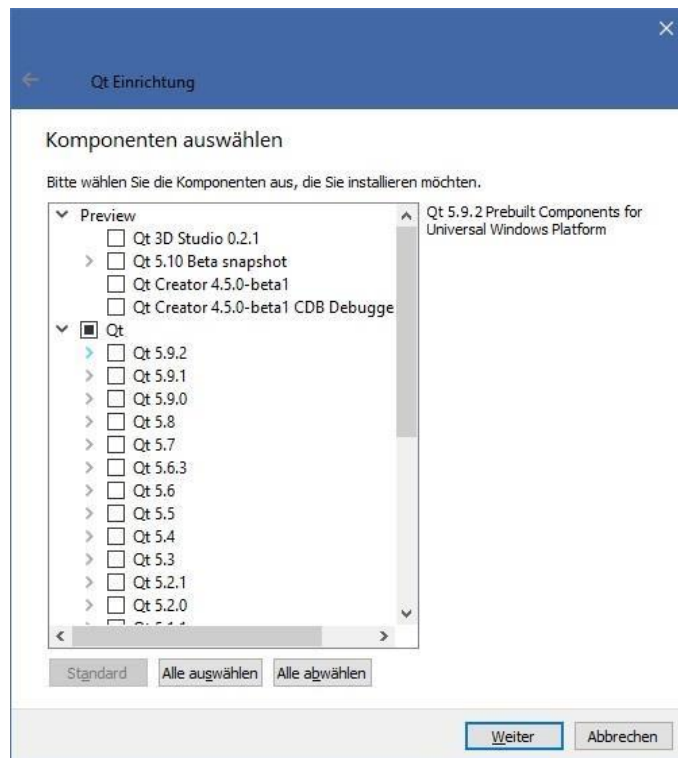 Qt Einrichtung
Komponenten auswählen
Bitte wählen Sie die Komponenten aus, die Sie installieren möchten.
Preview
Qt 3D Studio 0.2.1
Qt 5.10 Beta snapshot
Qt Creator 4.5.0-beta1
Qt Creator 4.5.0-beta1 CDB Debugge
Qt
Qt 5.9.2
Qt 5.9.1
Qt 5.9.0
Qt 5.8
Qt 5.7
Qt 5.6.3
Qt 5.6
Qt 5.5
Qt 5.4
Qt 5.3
Qt 5.2.1
Qt 5.2.0
Qt 5.9.2 Prebuilt Components for
Universal Windows Platform
Standard
Alle auswählen
Alle abwählen
Weiter
Abbrechen